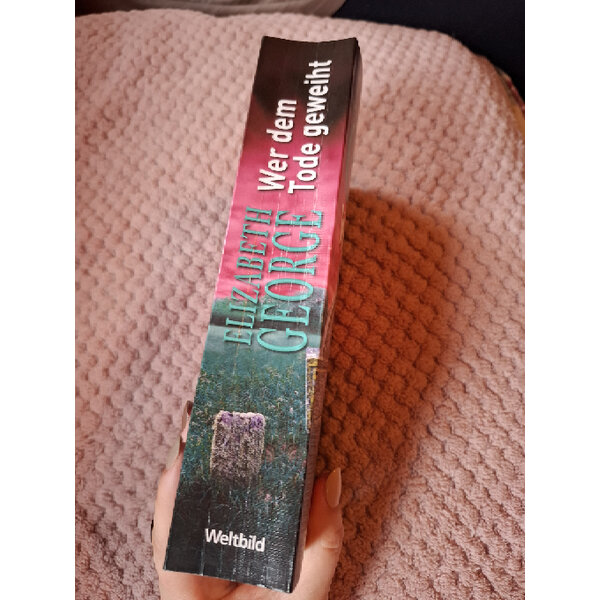 ELIZABETH
GEORGE
Wer dem
Tode geweiht
Weltbild